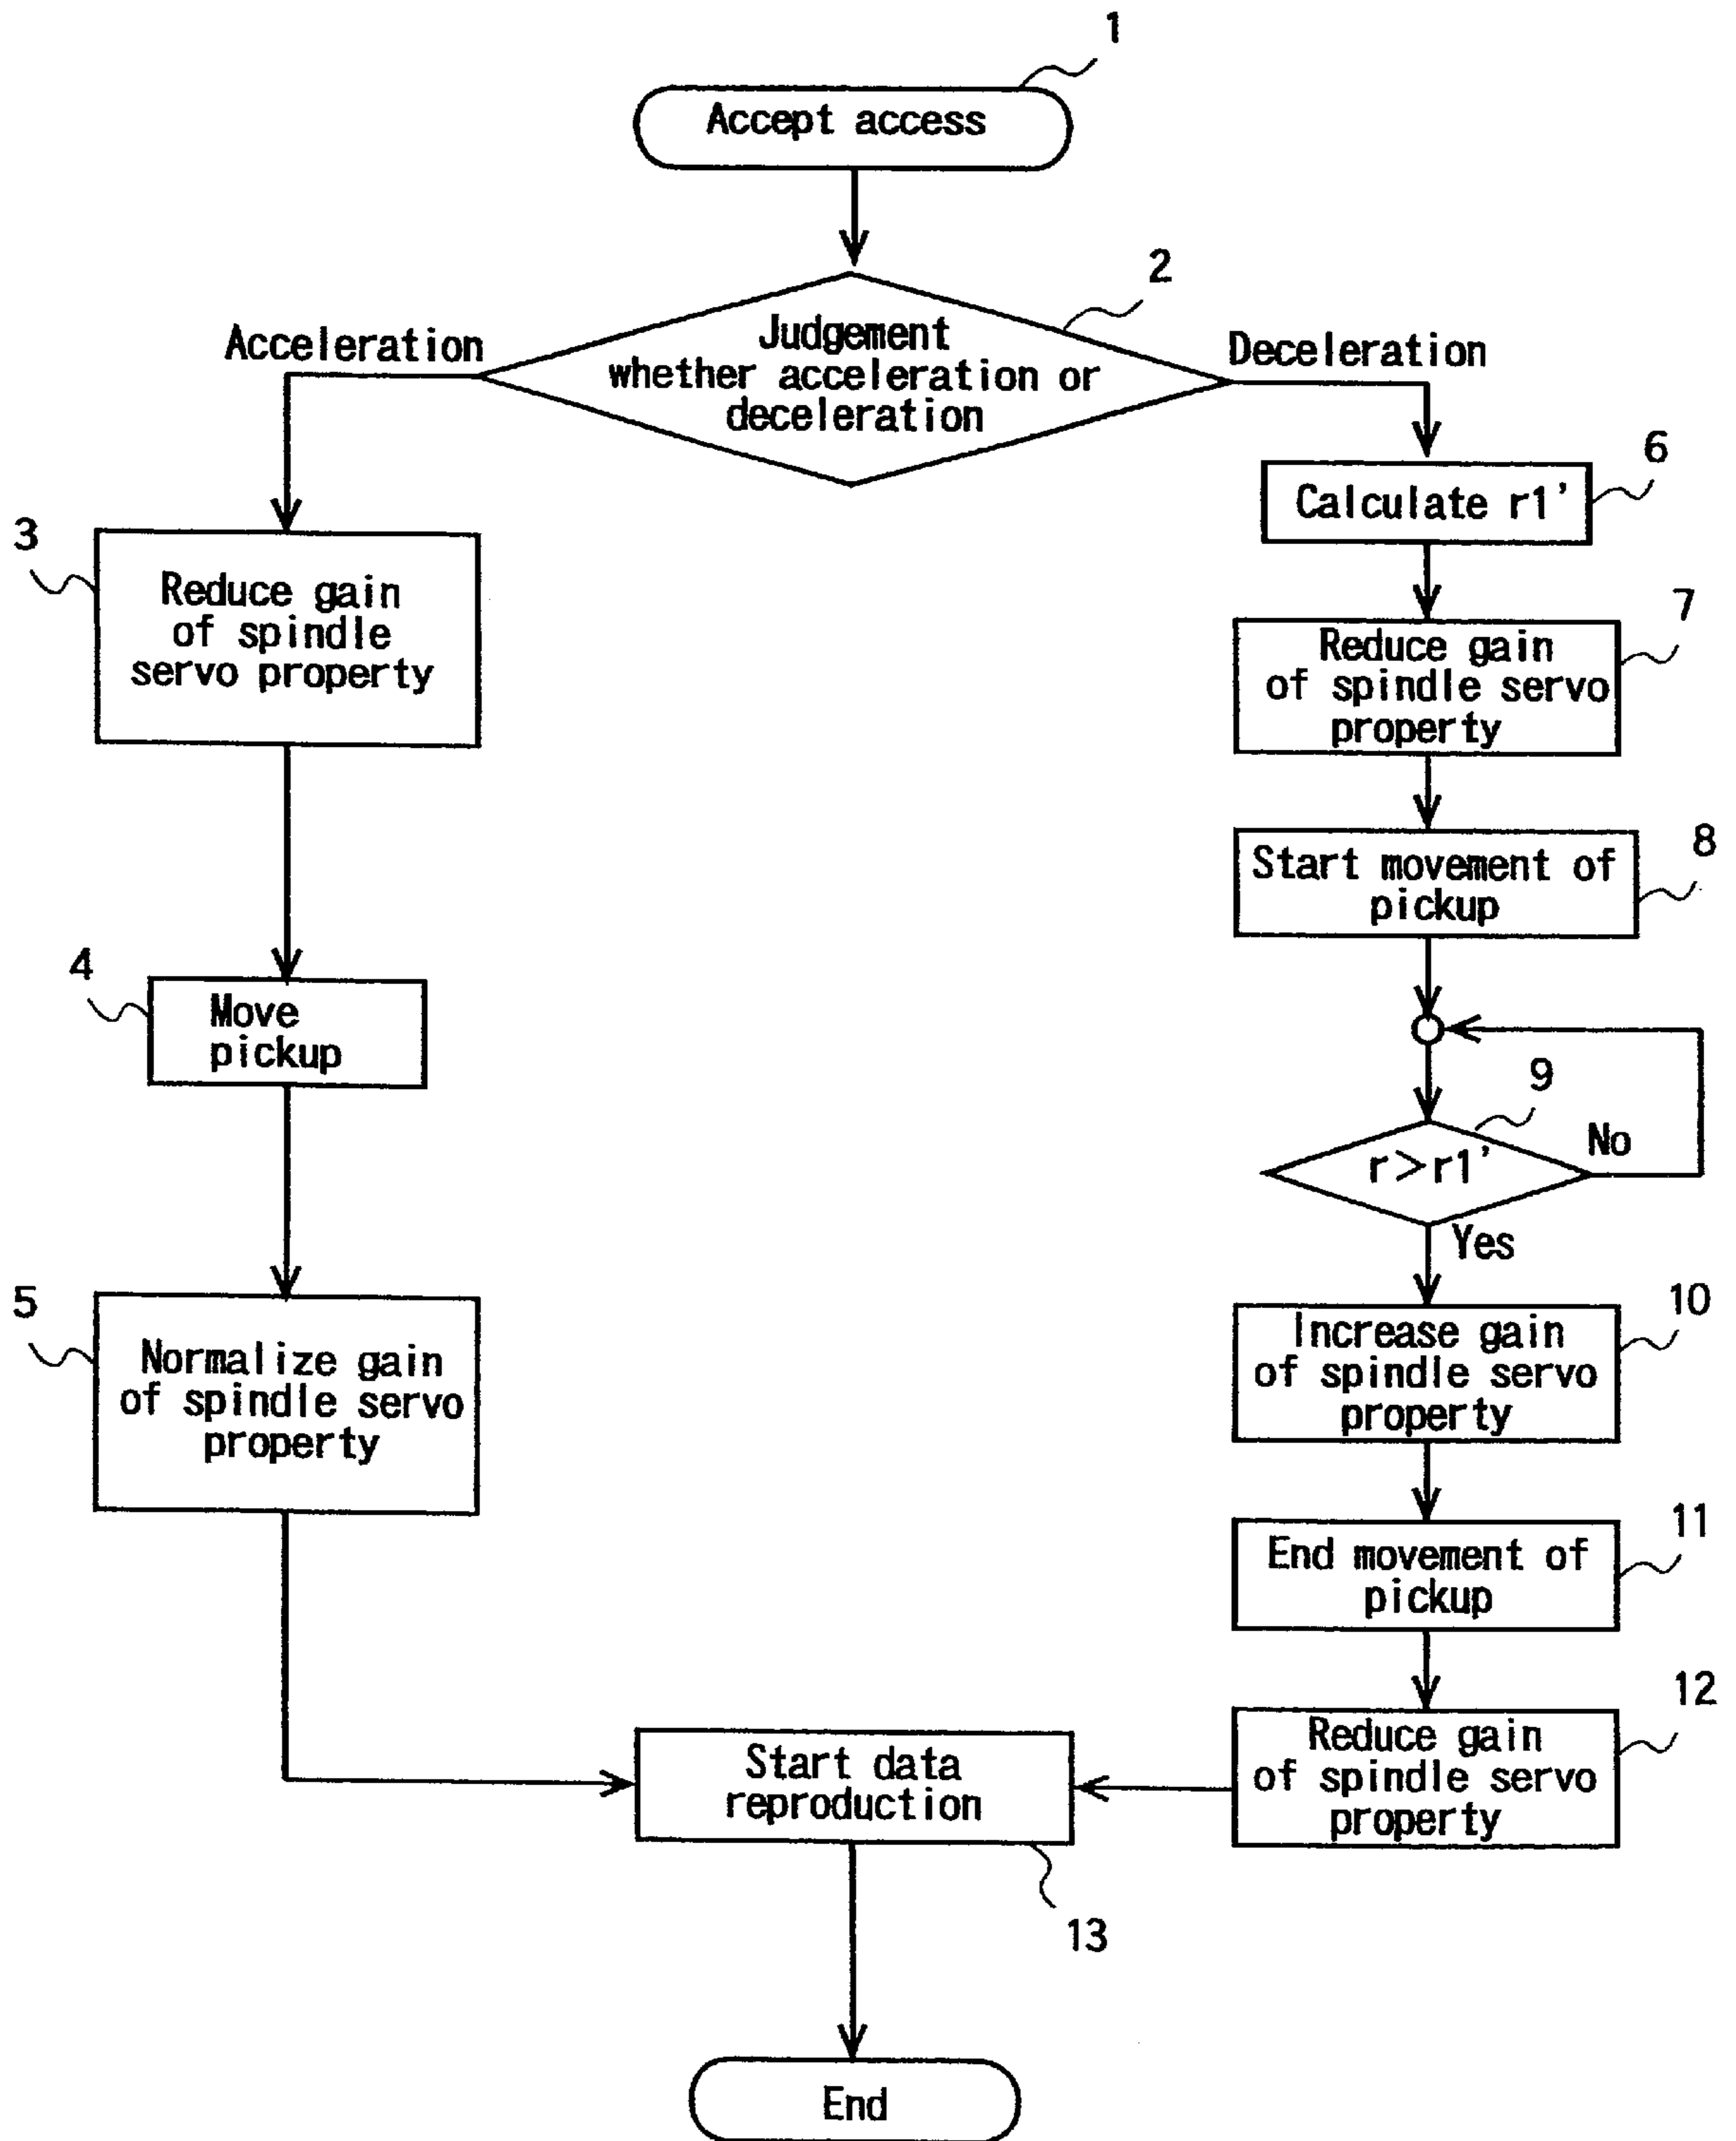 1
Accept access
2
Judgement
whether acceleration or
deceleration
Acceleration
Deceleration
3
Reduce gain
of spindle
servo property
4
Move
pickup
5
Normalize gain
of spindle servo
property
6
Calculate r1'
7
Reduce gain
of spindle servo
property
8
Start movement of
pickup
9
r>r1'
No
Yes
10
Increase gain
of spindle servo
property
11
End movement of
pickup
12
Reduce gain
of spindle servo
property
Start data
reproduction
13
End